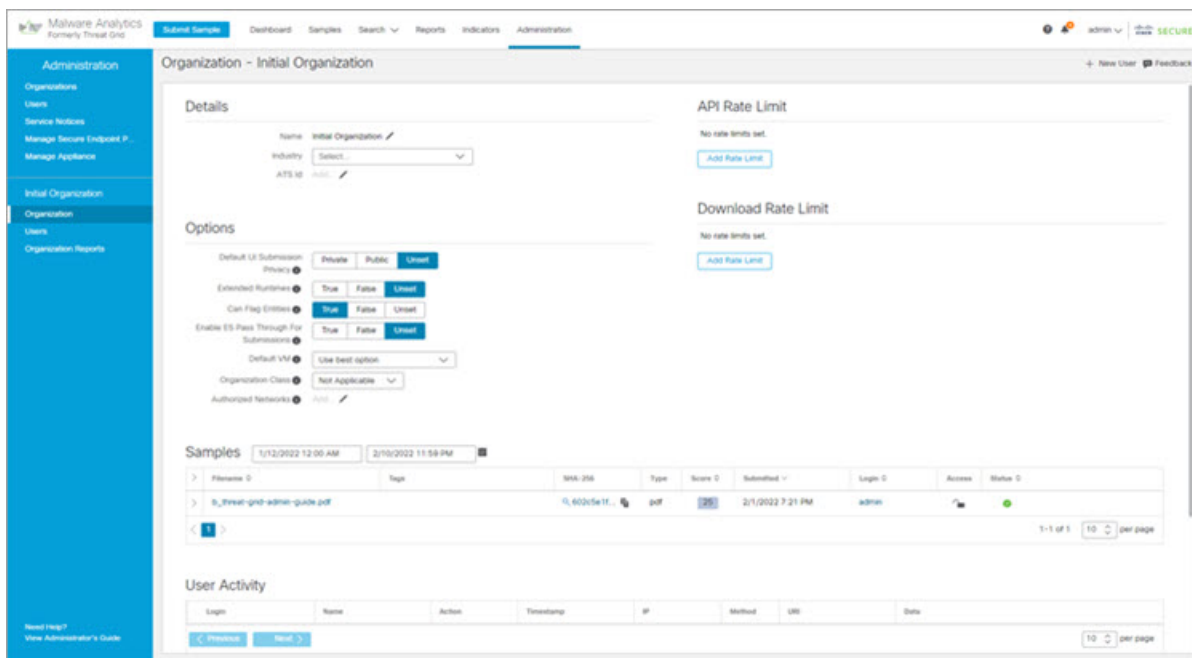 Malware Analytics
Formerly Threat Grid
Submit Sample
Dashboard
Samples
Search
Reports
Indicators
Administration
admin
CISCO SECURE
Administration
Organizations
Users
Service Notices
Manage Secure Endpoint P...
Manage Appliance
Initial Organization
Organization
Users
Organization Reports
Need Help?
View Administrator's Guide
Organization - Initial Organization
+ New User
Feedback
Details
Name Initial Organization
Industry Select...
ATS Id Add...
Options
Default UI Submission Privacy
Private Public Unset
Extended Runtimes
True False Unset
Can Flag Entities
True False Unset
Enable ES Pass Through For Submissions
True False Unset
Default VM Use best option
Organization Class Not Applicable
Authorized Networks Add...
API Rate Limit
No rate limits set.
Add Rate Limit
Download Rate Limit
No rate limits set.
Add Rate Limit
Samples 1/12/2022 12:00 AM 2/10/2022 11:59 PM
Filename Tags SHA-256 Type Score Submitted Login Access Status
b_threat-grid-admin-guide.pdf 602c5e1f... pdf 25 2/1/2022 7:21 PM admin
1
1-1 of 1 10 per page
User Activity
Login Name Action Timestamp IP Method URI Data
Previous Next 10 per page